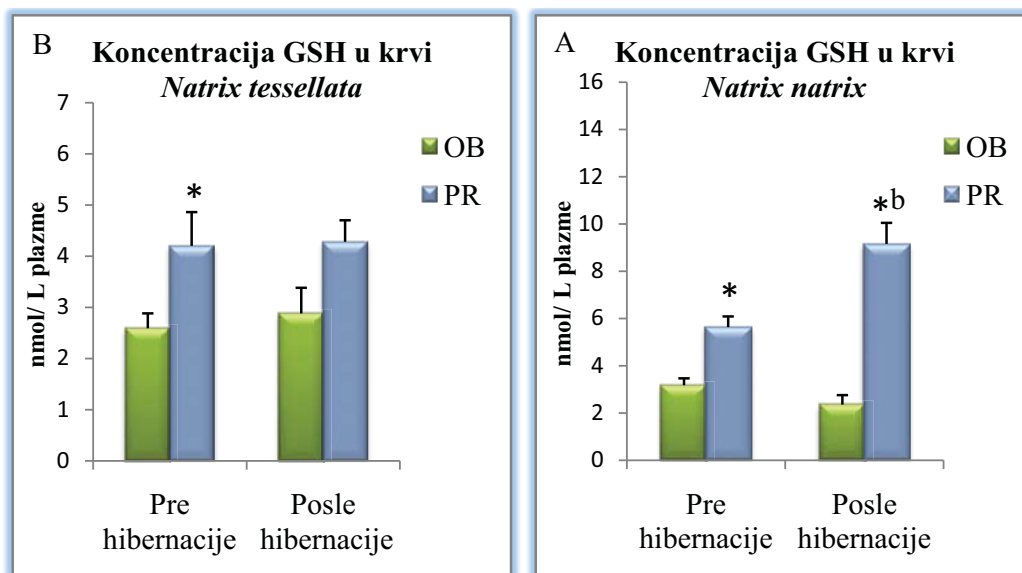 B
Koncentracija GSH u krvi
Natrix tessellata
nmol/ L plazme
7
6
5
4
3
2
1
0
*
OB
PR
Pre
hibernacije
Posle
hibernacije
A
Koncentracija GSH u krvi
Natrix natrix
nmol/ L plazme
16
14
12
10
8
6
4
2
0
*
*b
OB
PR
Pre
hibernacije
Posle
hibernacije